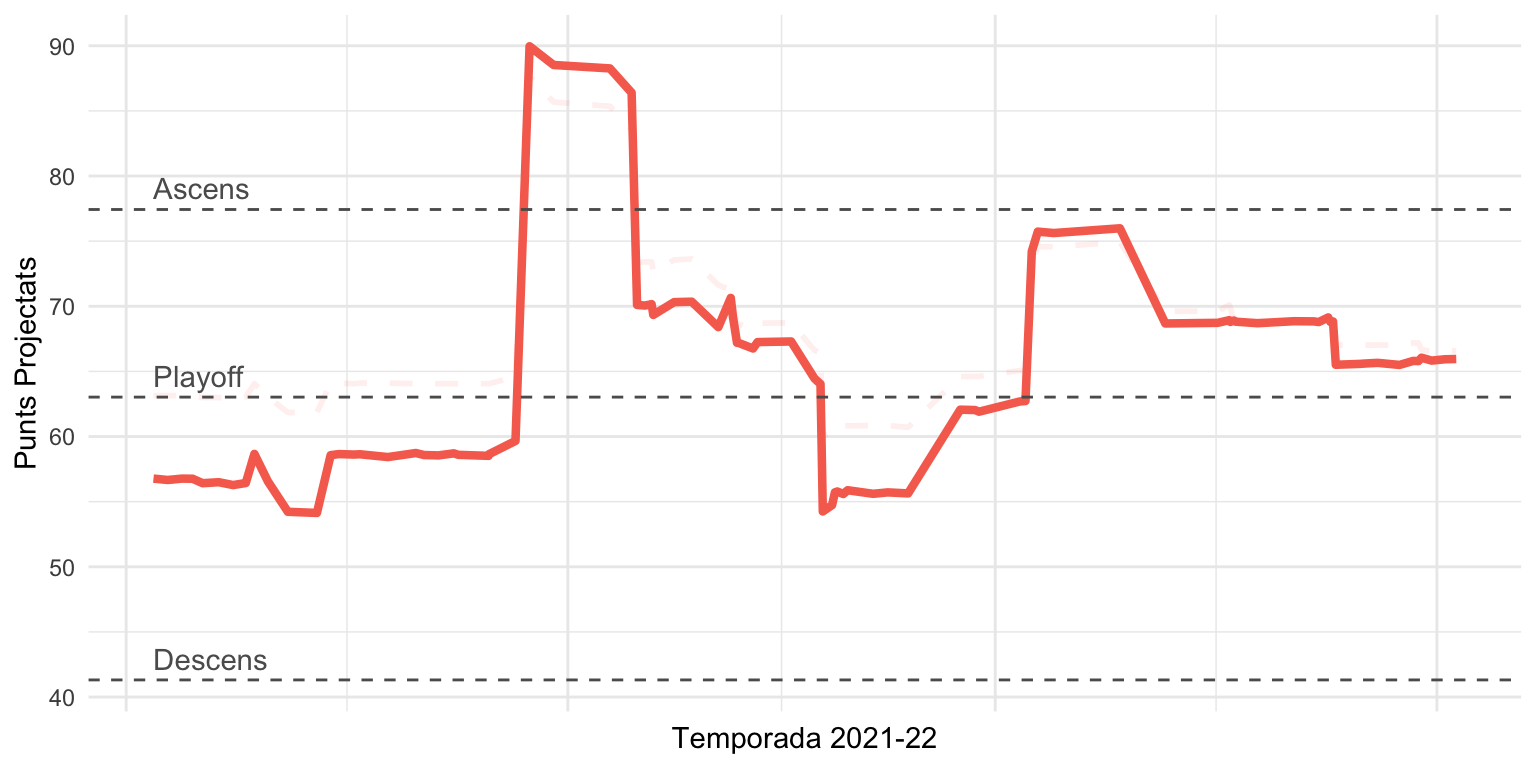 90
80
70
60
50
40
Punts Projectats
Ascens
Playoff
Descens
Temporada 2021-22